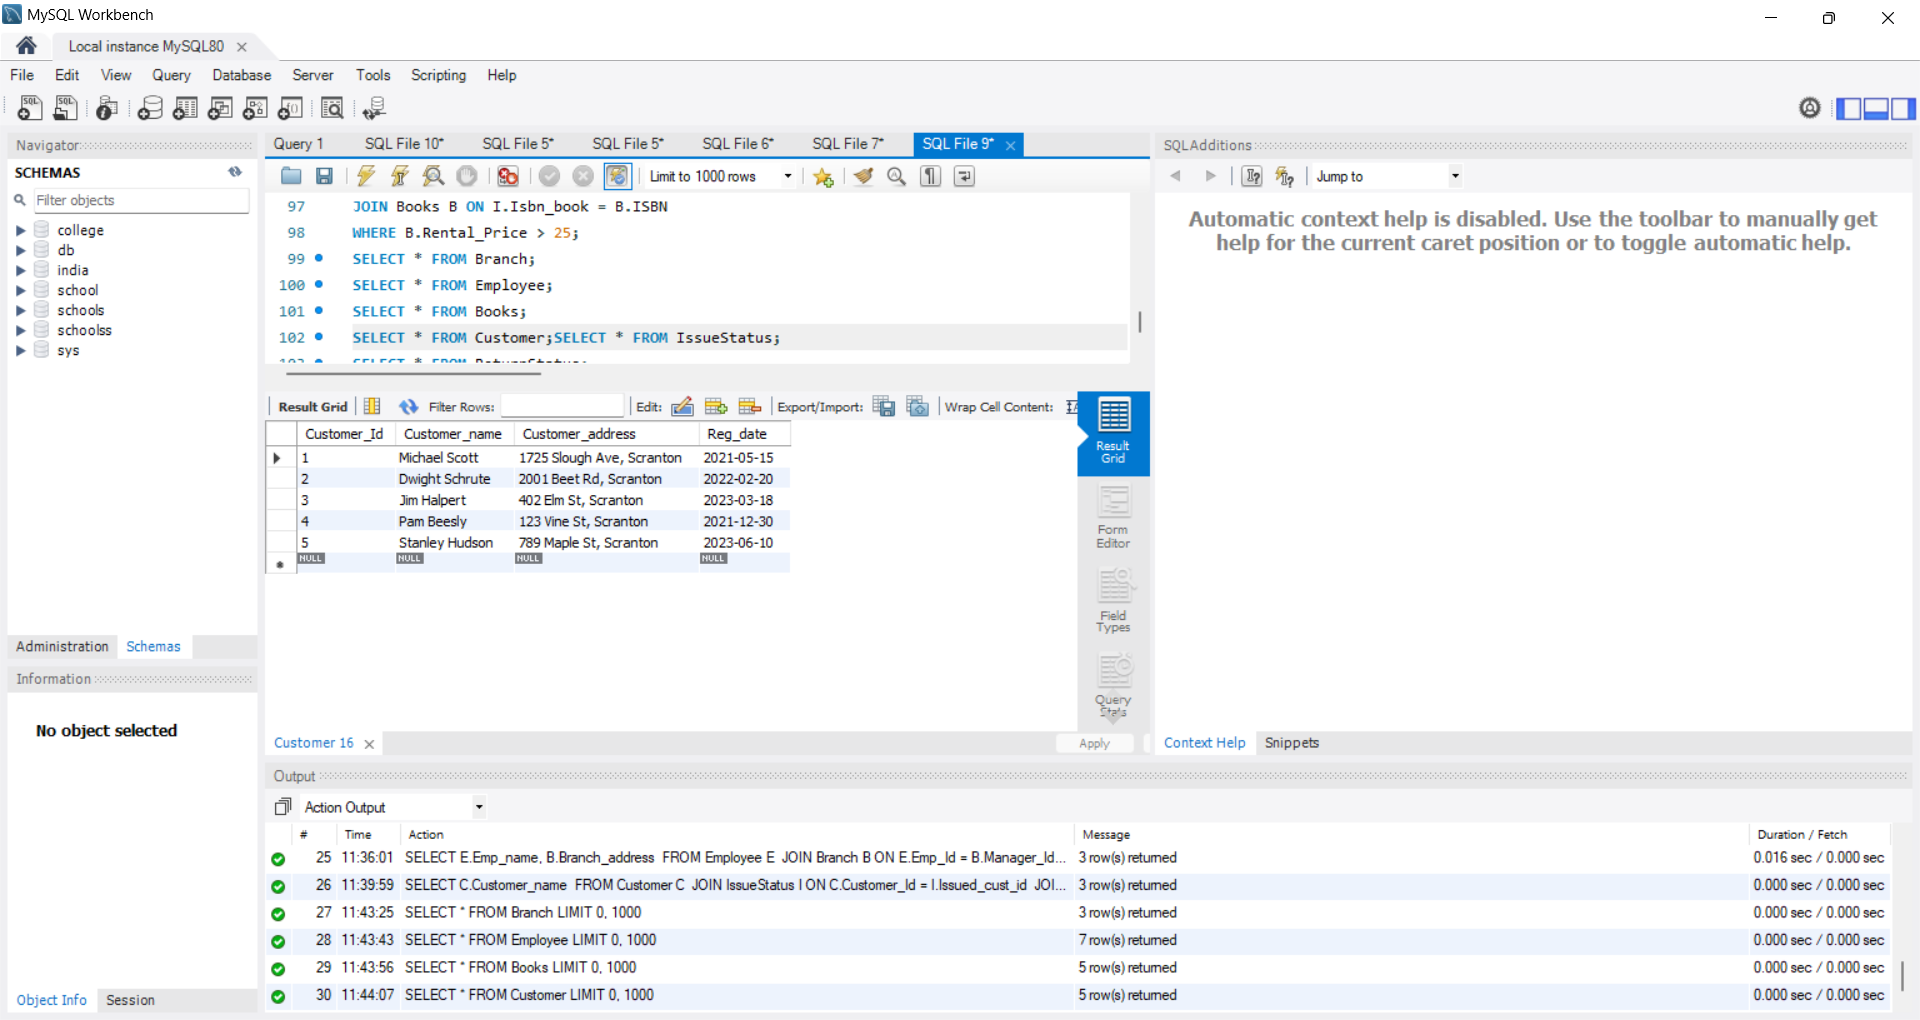 MySQL Workbench
Local instance MySQL80
File Edit View Query Database Server Tools Scripting Help
Navigator
SCHEMAS
Filter objects
college
db
india
school
schools
schoolss
sys
Administration Schemas
Information
No object selected
Object Info Session
Query 1 SQL File 10* SQL File 5* SQL File 5* SQL File 6* SQL File 7* SQL File 9*
Limit to 1000 rows
97 JOIN Books B ON I.Isbn_book = B.ISBN
98 WHERE B.Rental_Price > 25;
99 SELECT * FROM Branch;
100 SELECT * FROM Employee;
101 SELECT * FROM Books;
102 SELECT * FROM Customer;SELECT * FROM IssueStatus;
103 SELECT * FROM ReturnStatus;
Result Grid Filter Rows: Edit: Export/Import: Wrap Cell Content:
Customer_Id Customer_name Customer_address Reg_date
1 Michael Scott 1725 Slough Ave, Scranton 2021-05-15
2 Dwight Schrute 2001 Beet Rd, Scranton 2022-02-20
3 Jim Halpert 402 Elm St, Scranton 2023-03-18
4 Pam Beesly 123 Vine St, Scranton 2021-12-30
5 Stanley Hudson 789 Maple St, Scranton 2023-06-10
NULL NULL NULL NULL
Result
Grid
Form
Editor
Field
Types
Query
Stats
Customer 16
Apply
SQLAdditions
Jump to
Automatic context help is disabled. Use the toolbar to manually get
help for the current caret position or to toggle automatic help.
Context Help Snippets
Output
Action Output
# Time Action Message Duration / Fetch
25 11:36:01 SELECT E.Emp_name, B.Branch_address FROM Employee E JOIN Branch B ON E.Emp_Id = B.Manager_Id... 3 row(s) returned 0.016 sec / 0.000 sec
26 11:39:59 SELECT C.Customer_name FROM Customer C JOIN IssueStatus I ON C.Customer_Id = I.Issued_cust_id JOI... 3 row(s) returned 0.000 sec / 0.000 sec
27 11:43:25 SELECT * FROM Branch LIMIT 0, 1000 3 row(s) returned 0.000 sec / 0.000 sec
28 11:43:43 SELECT * FROM Employee LIMIT 0, 1000 7 row(s) returned 0.000 sec / 0.000 sec
29 11:43:56 SELECT * FROM Books LIMIT 0, 1000 5 row(s) returned 0.000 sec / 0.000 sec
30 11:44:07 SELECT * FROM Customer LIMIT 0, 1000 5 row(s) returned 0.000 sec / 0.000 sec